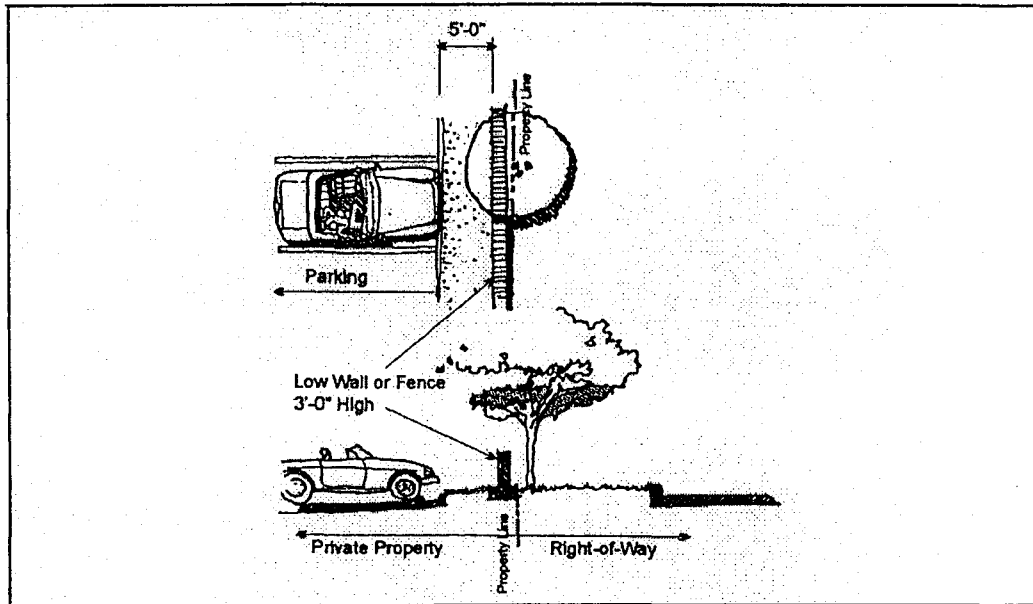 5'-0"
Property Line
Parking
Low Wall or Fence
3'-0" High
Private Property
Property Line
Right-of-Way